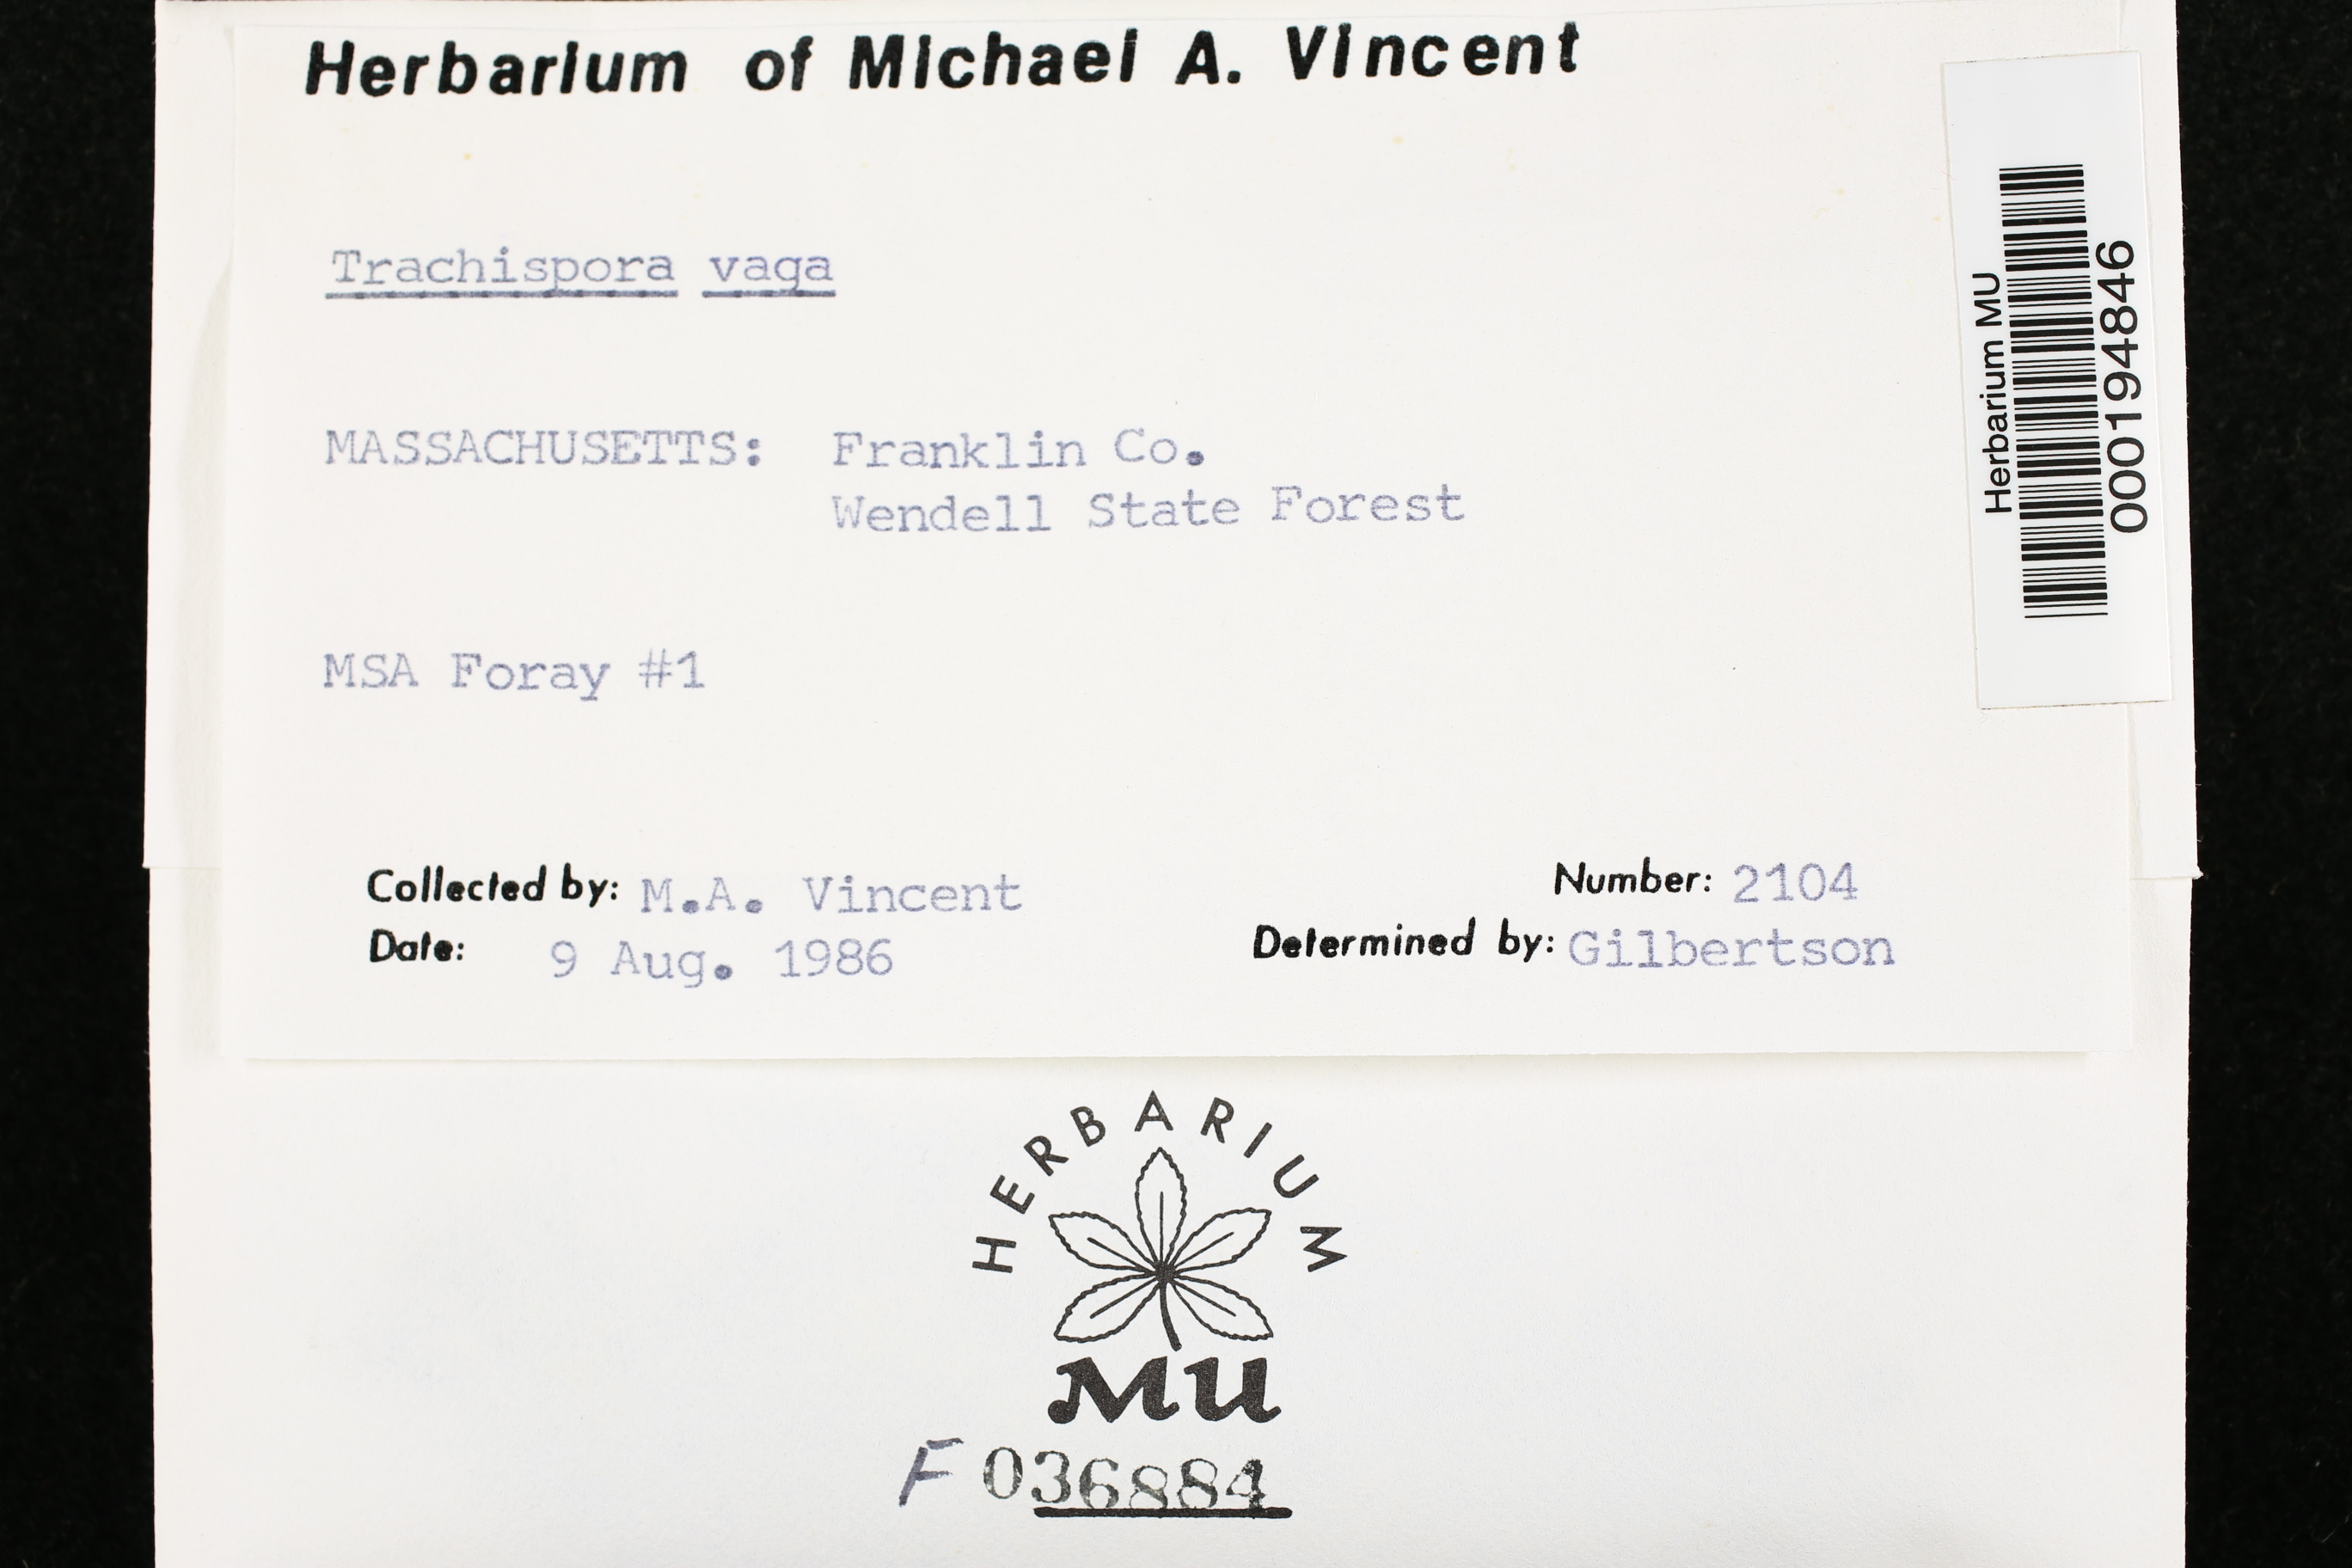 Herbarium of Michael A. Vincent
Trachispora vaga
MASSACHUSETTS: Franklin Co.
Wendell State Forest
MSA Foray #1
Collected by: M.A. Vincent
Number: 2104
Date: 9 Aug. 1986
Determined by: Gilbertson
Herbarium MU
000194846
HERBARIUM
MU
F 036884